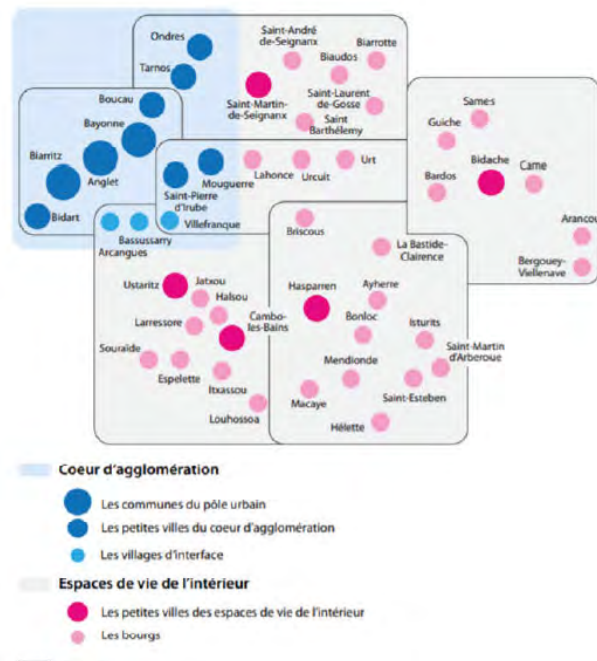 Ondres
Tarnos
Saint-André
de-Seignanx
Biarrotte
Biaudos
Saint-Martin-
de-Seignanx
Saint-Laurent
de-Gosse
Saint
Barthélemy
Boucau
Bayonne
Biarritz
Anglet
Bidart
Saint-Pierre
d'Irube
Mouguerre
Lahonce
Urcuit
Urt
Villefranque
Bassussarry
Arcangues
Sames
Guiche
Bidache
Came
Bardos
Arancou
Bergouey-
Viellenave
Ustaritz
Jatxou
Halsou
Larressore
Cambo-
les-Bains
Souraïde
Espelette
Itxassou
Louhossoa
Briscous
La Bastide-
Clairence
Hasparren
Ayherre
Bonloc
Isturits
Saint-Martin
d'Arberoue
Mendionde
Macaye
Saint-Esteben
Hélette
Coeur d'agglomération
Les communes du pôle urbain
Les petites villes du coeur d'agglomération
Les villages d'interface
Espaces de vie de l'intérieur
Les petites villes des espaces de vie de l'intérieur
Les bourgs